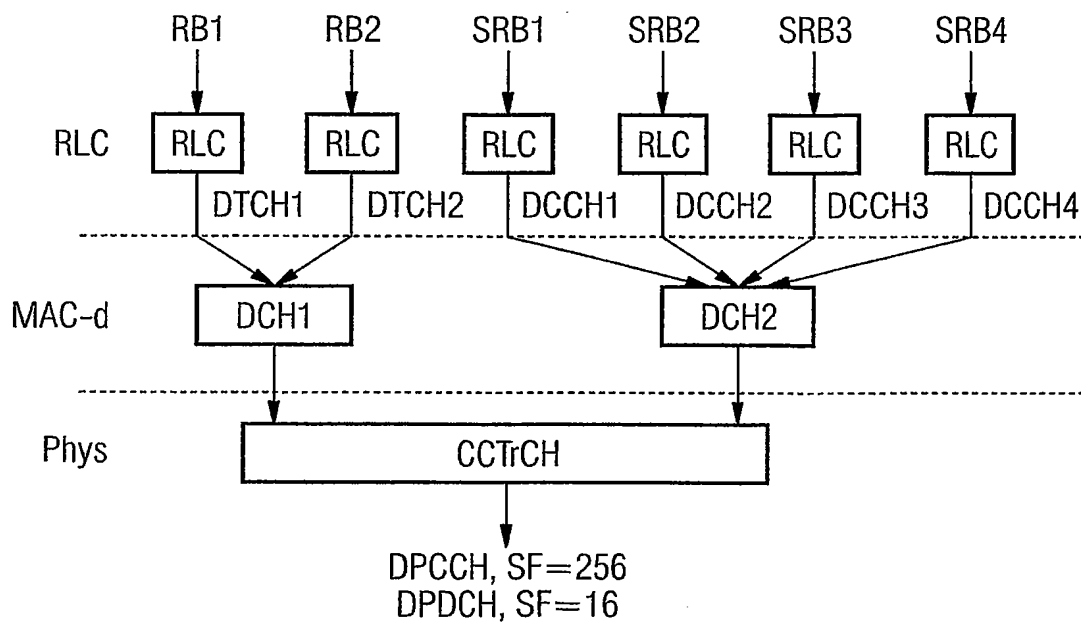 RB1 RB2 SRB1 SRB2 SRB3 SRB4
RLC RLC RLC RLC RLC RLC RLC
DTCH1 DTCH2 DCCH1 DCCH2 DCCH3 DCCH4
MAC-d DCH1 DCH2
Phys CCTrCH
DPCCH, SF=256
DPDCH, SF=16